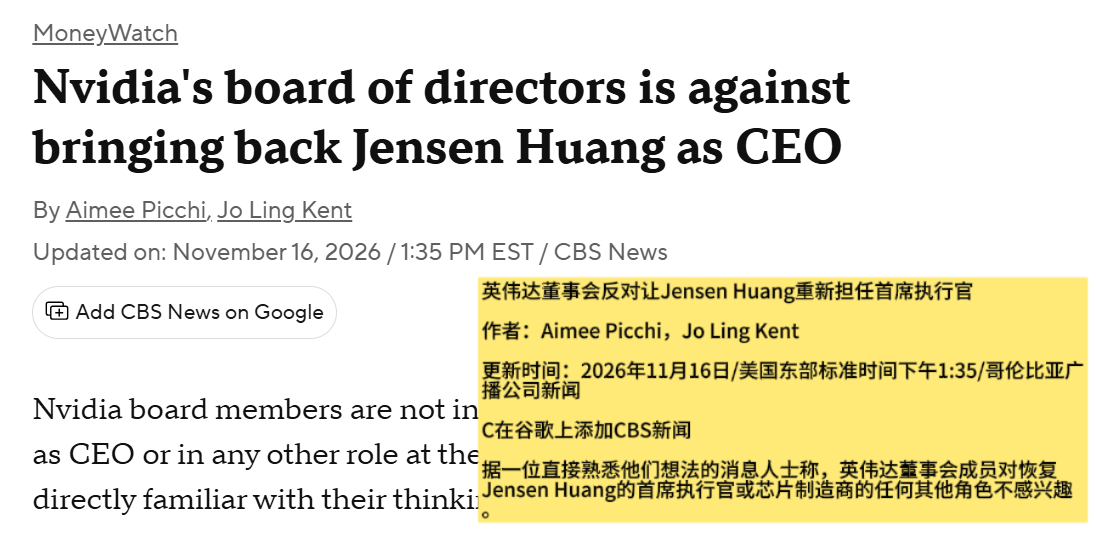 MoneyWatch
Nvidia's board of directors is against
bringing back Jensen Huang as CEO
By Aimee Picchi, Jo Ling Kent
Updated on: November 16, 2026 / 1:35 PM EST / CBS News
Add CBS News on Google
Nvidia board members are not in
as CEO or in any other role at the
directly familiar with their thinki
英伟达董事会反对让Jensen Huang重新担任首席执行官
作者：Aimee Picchi，Jo Ling Kent
更新时间：2026年11月16日/美国东部标准时间下午1:35/哥伦比亚广
播公司新闻
C在谷歌上添加CBS新闻
据一位直接熟悉他们想法的消息人士称，英伟达董事会成员对恢复
Jensen Huang的首席执行官或芯片制造商的任何其他角色不感兴趣
。